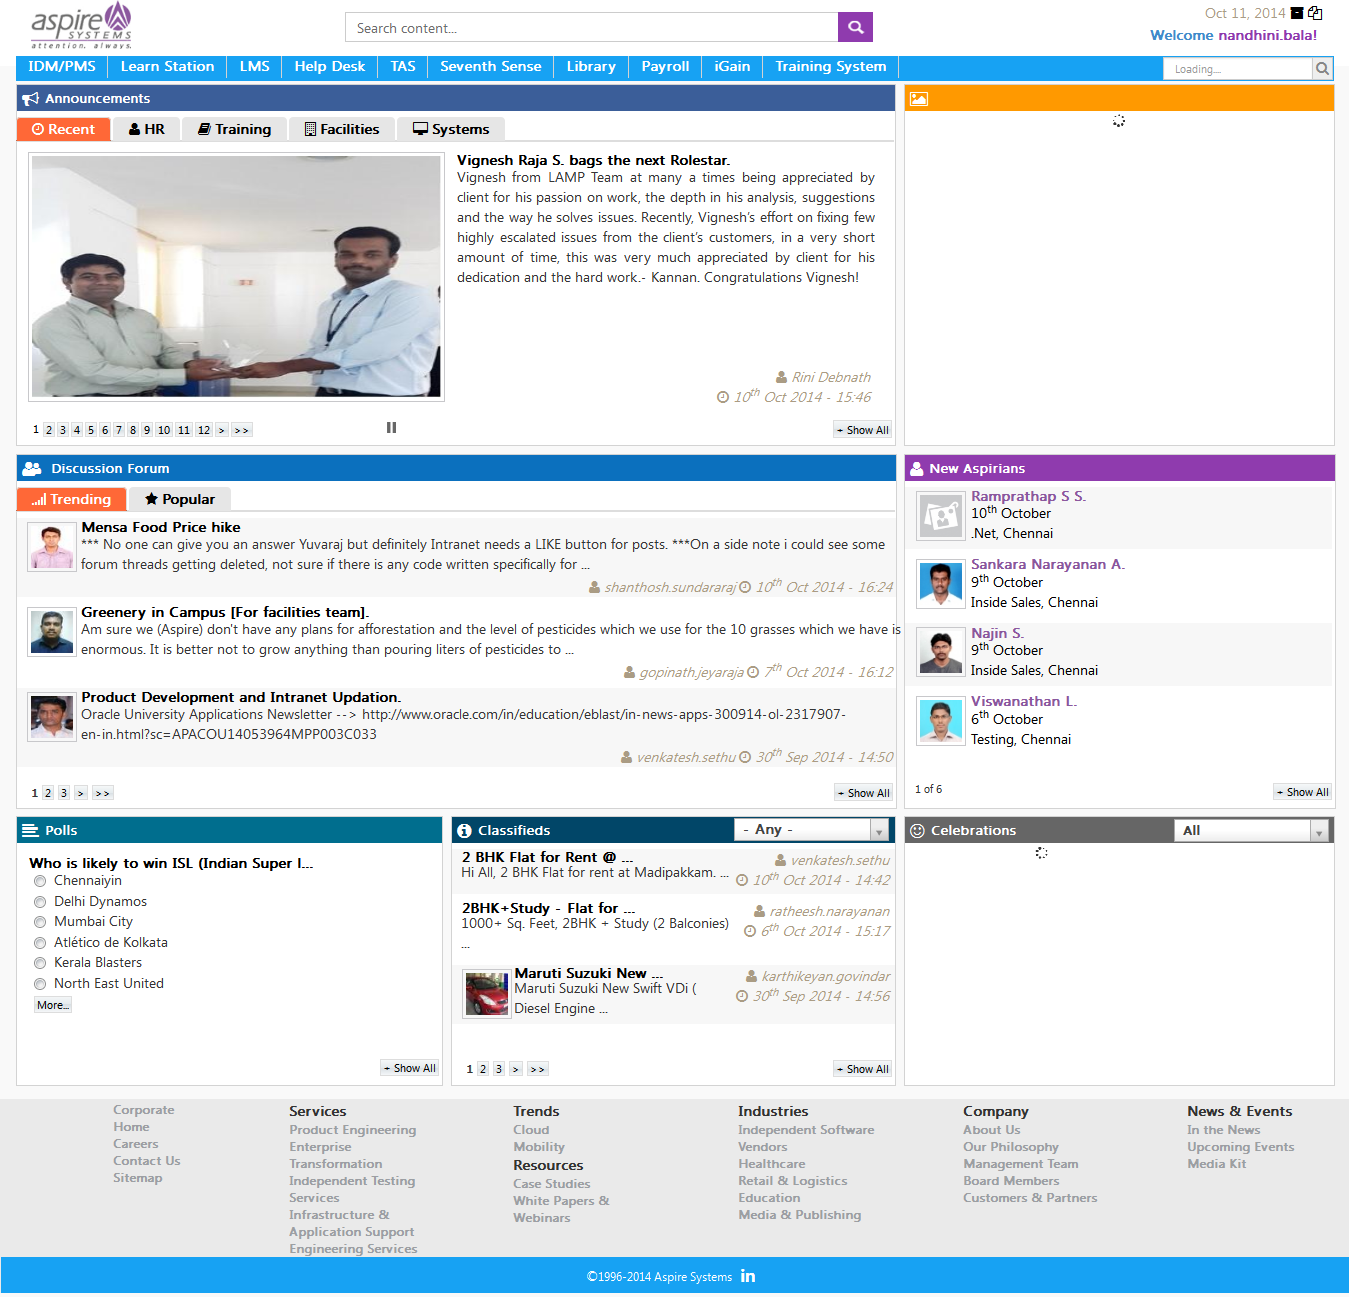 aspire
SYSTEMS
attention. always.
Search content...
Oct 11, 2014
Welcome nandhini.bala!
IDM/PMS
Learn Station
LMS
Help Desk
TAS
Seventh Sense
Library
Payroll
iGain
Training System
Loading...
Announcements
Recent
HR
Training
Facilities
Systems
Vignesh Raja S. bags the next Rolestar.
Vignesh from LAMP Team at many a times being appreciated by
client for his passion on work, the depth in his analysis, suggestions
and the way he solves issues. Recently, Vignesh's effort on fixing few
highly escalated issues from the client's customers, in a very short
amount of time, this was very much appreciated by client for his
dedication and the hard work.- Kannan. Congratulations Vignesh!
Rini Debnath
10th Oct 2014 - 15:46
1 2 3 4 5 6 7 8 9 10 11 12 > >>
+ Show All
Discussion Forum
Trending
Popular
Mensa Food Price hike
*** No one can give you an answer Yuvaraj but definitely Intranet needs a LIKE button for posts. ***On a side note i could see some
forum threads getting deleted, not sure if there is any code written specifically for ...
shanthosh.sundararaj 10th Oct 2014 - 16:24
Greenery in Campus [For facilities team].
Am sure we (Aspire) don't have any plans for afforestation and the level of pesticides which we use for the 10 grasses which we have is
enormous. It is better not to grow anything than pouring liters of pesticides to ...
gopinath.jeyaraja 7th Oct 2014 - 16:12
Product Development and Intranet Updation.
Oracle University Applications Newsletter --> http://www.oracle.com/in/education/eblast/in-news-apps-300914-ol-2317907-
en-in.html?sc=APACOU14053964MPP003C033
venkatesh.sethu 30th Sep 2014 - 14:50
1 2 3 > >>
+ Show All
New Aspirians
Ramprathap S S.
10th October
.Net, Chennai
Sankara Narayanan A.
9th October
Inside Sales, Chennai
Najin S.
9th October
Inside Sales, Chennai
Viswanathan L.
6th October
Testing, Chennai
1 of 6
+ Show All
Polls
Who is likely to win ISL (Indian Super l...
Chennaiyin
Delhi Dynamos
Mumbai City
Atlético de Kolkata
Kerala Blasters
North East United
More...
+ Show All
Classifieds
- Any -
2 BHK Flat for Rent @ ...
Hi All, 2 BHK Flat for rent at Madipakkam. ...
venkatesh.sethu
10th Oct 2014 - 14:42
2BHK+Study - Flat for ...
1000+ Sq. Feet, 2BHK + Study (2 Balconies)
...
ratheesh.narayanan
6th Oct 2014 - 15:17
Maruti Suzuki New ...
Maruti Suzuki New Swift VDi (
Diesel Engine ...
karthikeyan.govindar
30th Sep 2014 - 14:56
1 2 3 > >>
+ Show All
Celebrations
All
Corporate
Home
Careers
Contact Us
Sitemap
Services
Product Engineering
Enterprise
Transformation
Independent Testing
Services
Infrastructure &
Application Support
Engineering Services
Trends
Cloud
Mobility
Resources
Case Studies
White Papers &
Webinars
Industries
Independent Software
Vendors
Healthcare
Retail & Logistics
Education
Media & Publishing
Company
About Us
Our Philosophy
Management Team
Board Members
Customers & Partners
News & Events
In the News
Upcoming Events
Media Kit
©1996-2014 Aspire Systems in